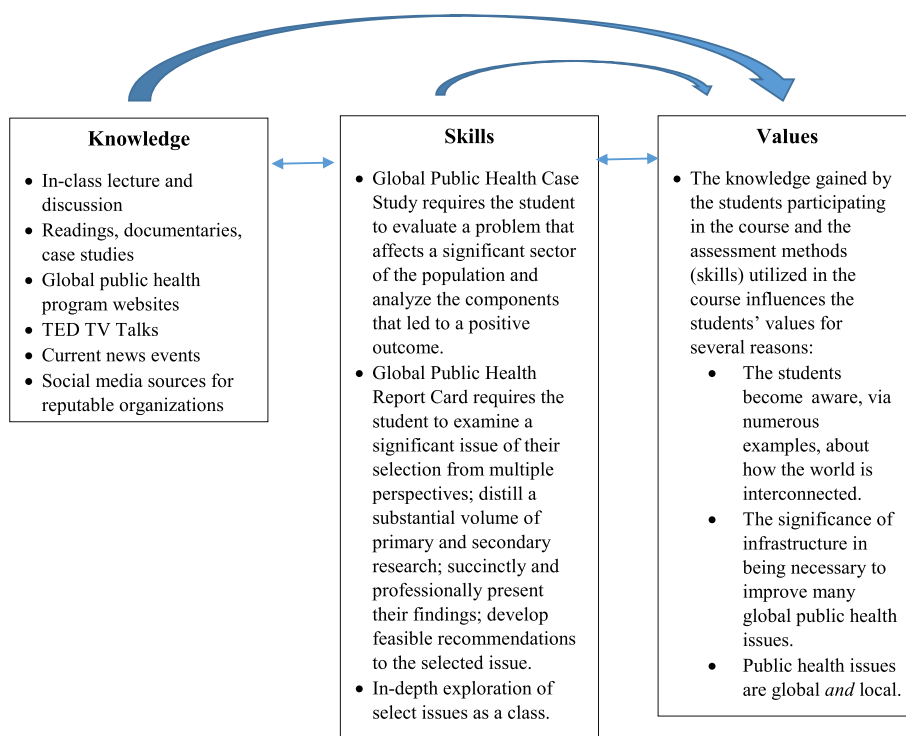 Knowledge
• In-class lecture and
discussion
• Readings, documentaries,
case studies
• Global public health
program websites
• TED TV Talks
• Current news events
• Social media sources for
reputable organizations
Skills
• Global Public Health Case
Study requires the student
to evaluate a problem that
affects a significant sector
of the population and
analyze the components
that led to a positive
outcome.
• Global Public Health
Report Card requires the
student to examine a
significant issue of their
selection from multiple
perspectives; distill a
substantial volume of
primary and secondary
research; succinctly and
professionally present
their findings; develop
feasible recommendations
to the selected issue.
• In-depth exploration of
select issues as a class.
Values
• The knowledge gained by
the students participating
in the course and the
assessment methods
(skills) utilized in the
course influences the
students’ values for
several reasons:
• The students
become aware, via
numerous
examples, about
how the world is
interconnected.
• The significance of
infrastructure in
being necessary to
improve many
global public health
issues.
• Public health issues
are global and local.